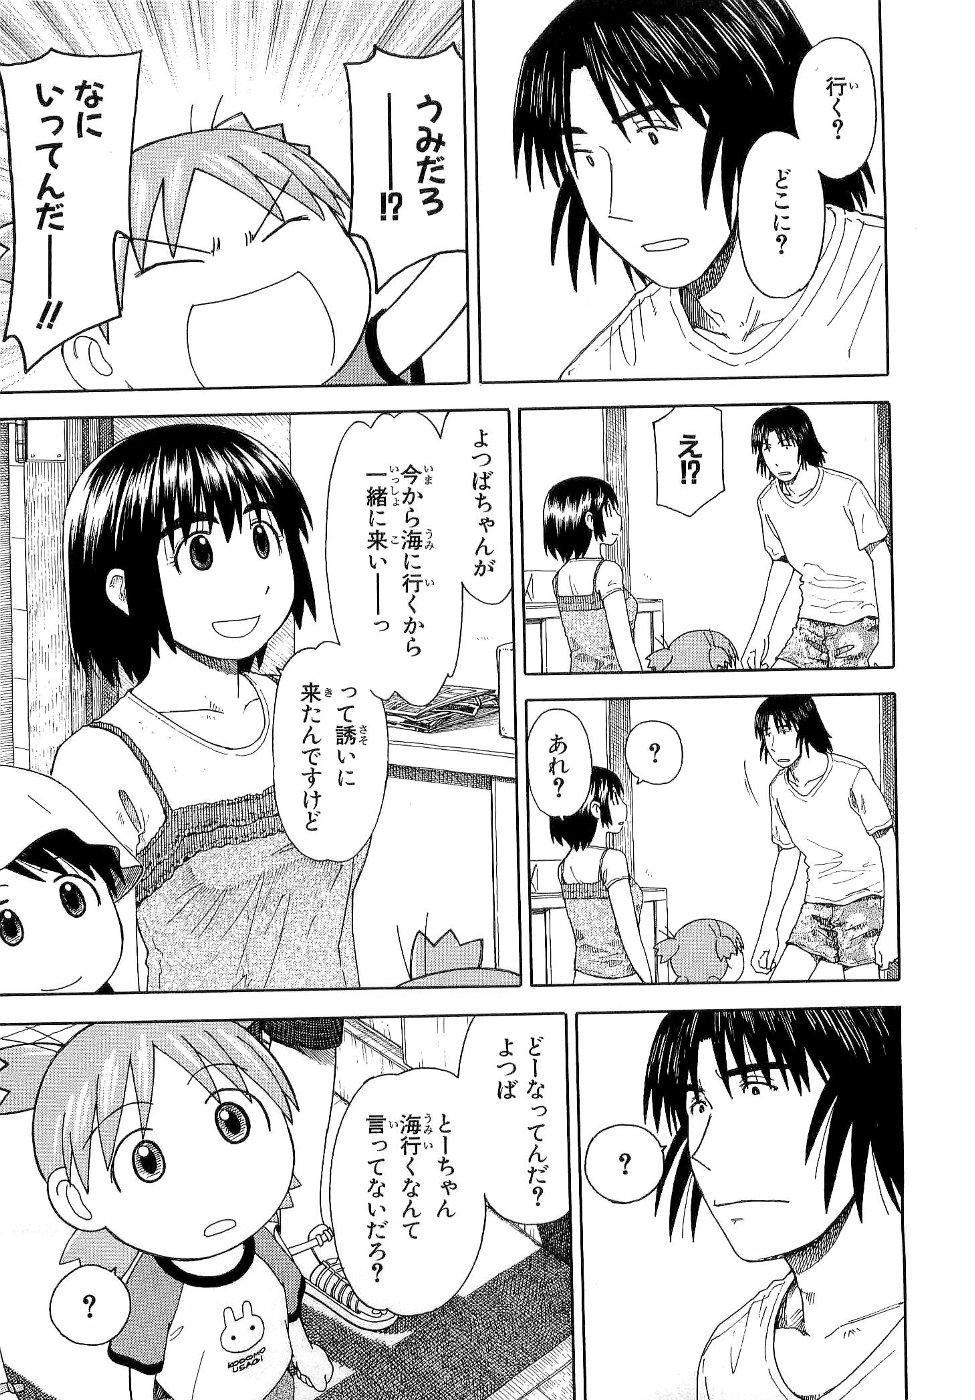 行く?
どこに?
うみだろ
ーー!?
なに
いってんだーー!!
え!?
?
あれ?
よつばちゃんが
今から海に行くから
一緒に来いーーっ
って誘いに
来たんですけど
?
どーなってんだ?
よつば
とーちゃん
海行くなんて
言ってないだろ?
?
KODOMO
USAGI